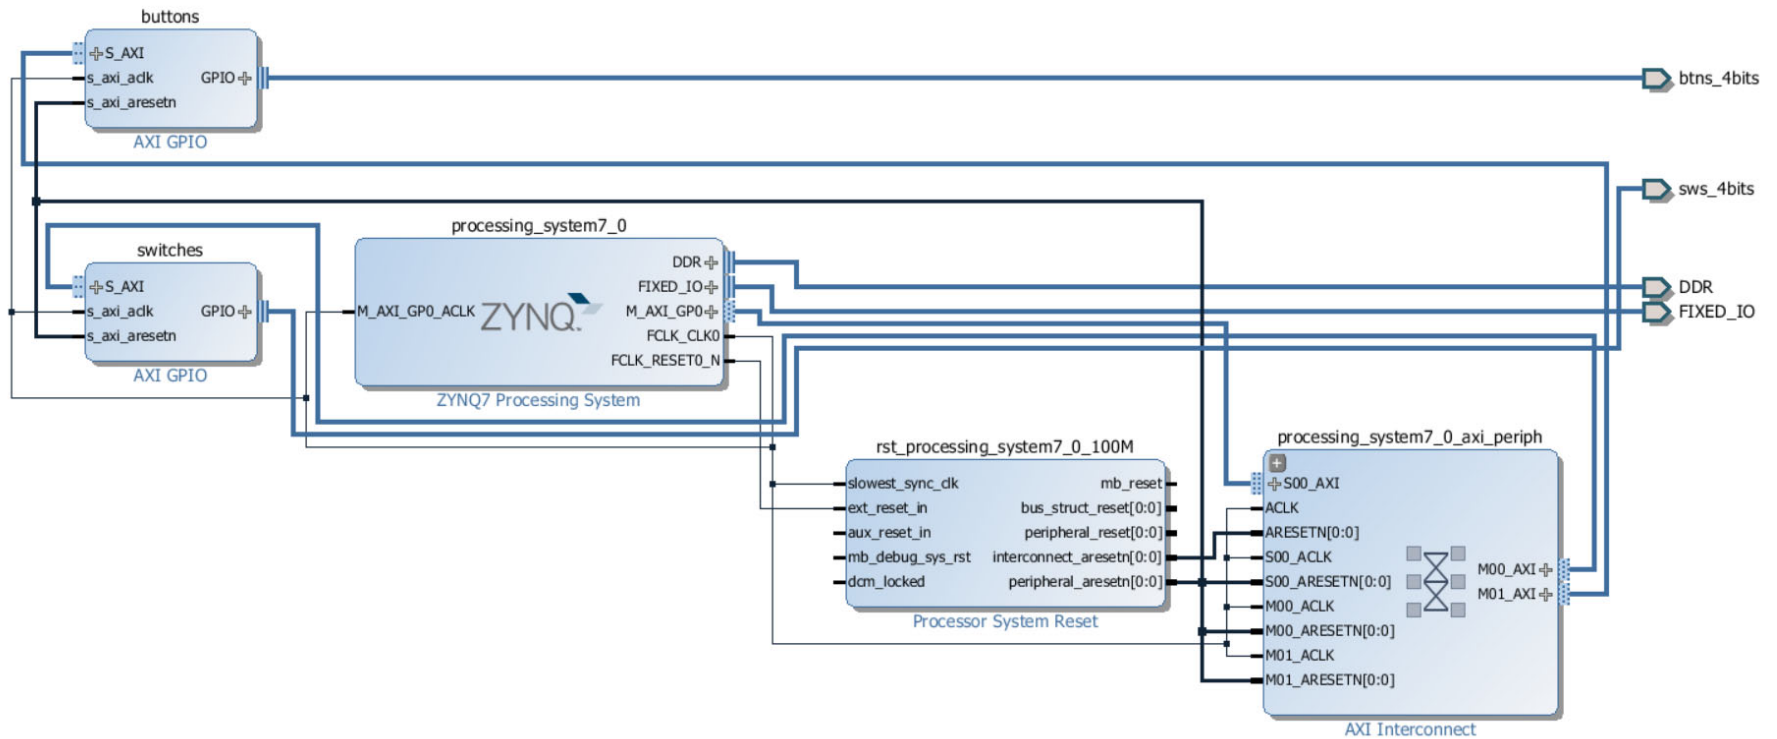 buttons
S_AXI
s_axi_aclk
s_axi_aresetn
GPIO
AXI GPIO
btns_4bits
sws_4bits
switches
S_AXI
s_axi_aclk
s_axi_aresetn
GPIO
AXI GPIO
processing_system7_0
M_AXI_GP0_ACLK
ZYNQ
DDR
FIXED_IO
M_AXI_GP0
FCLK_CLK0
FCLK_RESET0_N
ZYNQ7 Processing System
DDR
FIXED_IO
rst_processing_system7_0_100M
slowest_sync_clk
ext_reset_in
aux_reset_in
mb_debug_sys_rst
dcm_locked
mb_reset
bus_struct_reset[0:0]
peripheral_reset[0:0]
interconnect_aresetn[0:0]
peripheral_aresetn[0:0]
Processor System Reset
processing_system7_0_axi_periph
S00_AXI
ACLK
ARESETN[0:0]
S00_ACLK
S00_ARESETN[0:0]
M00_ACLK
M00_ARESETN[0:0]
M01_ACLK
M01_ARESETN[0:0]
M00_AXI
M01_AXI
AXI Interconnect